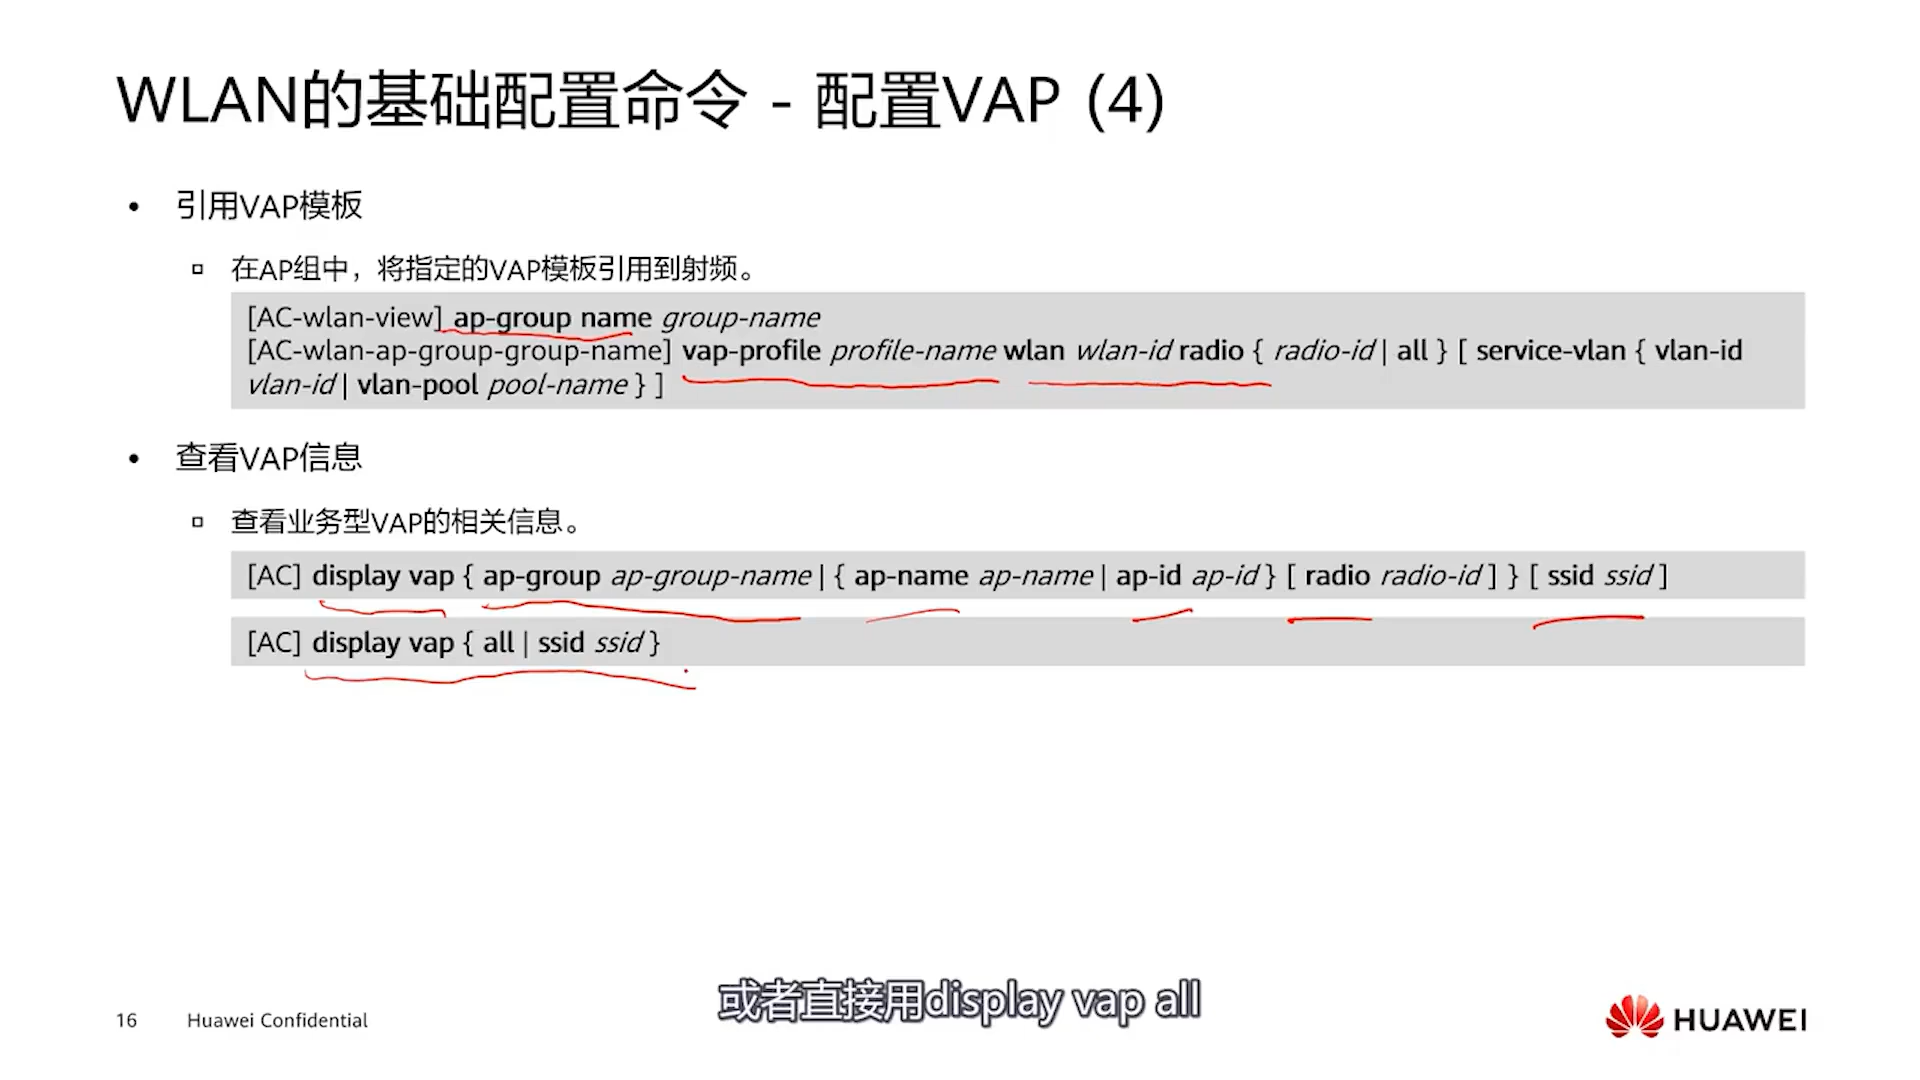 WLAN的基础配置命令 - 配置VAP (4)
• 引用VAP模板
▫ 在AP组中，将指定的VAP模板引用到射频。
[AC-wlan-view] ap-group name group-name
[AC-wlan-ap-group-group-name] vap-profile profile-name wlan wlan-id radio { radio-id | all } [ service-vlan { vlan-id
vlan-id | vlan-pool pool-name } ]
• 查看VAP信息
▫ 查看业务型VAP的相关信息。
[AC] display vap { ap-group ap-group-name | { ap-name ap-name | ap-id ap-id } [ radio radio-id ] } [ ssid ssid ]
[AC] display vap { all | ssid ssid }
或者直接用display vap all
16 Huawei Confidential
HUAWEI